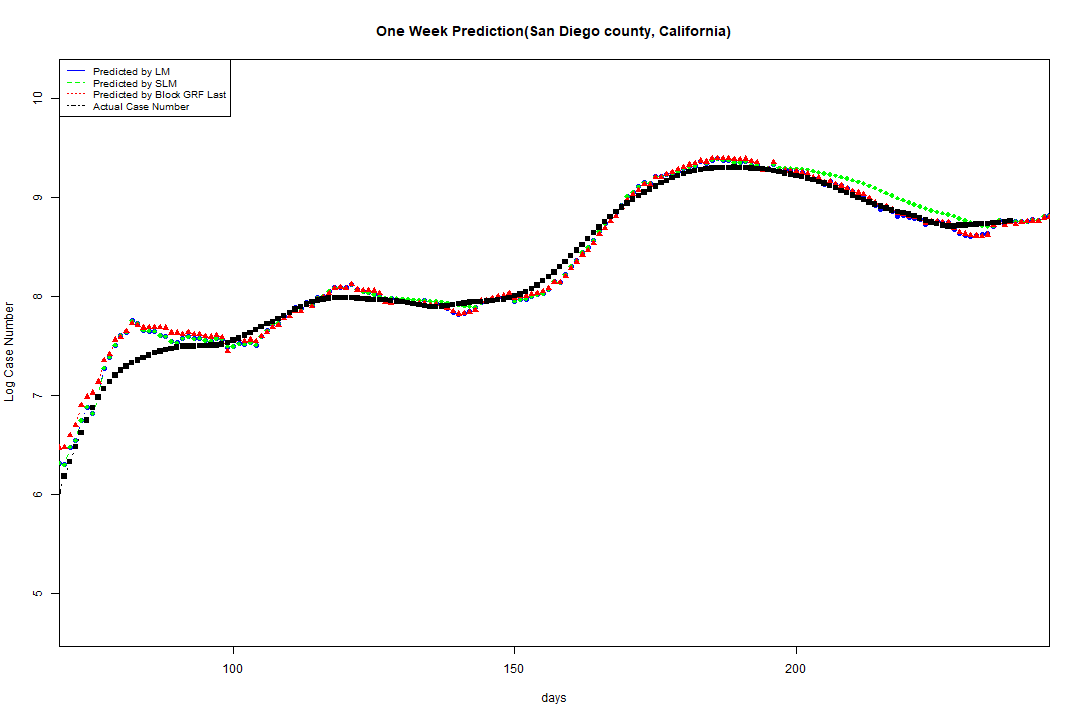 One Week Prediction(San Diego county, California)
Predicted by LM
Predicted by SLM
Predicted by Block GRF Last
Actual Case Number
10
9
8
7
6
5
Log Case Number
100 150 200
days